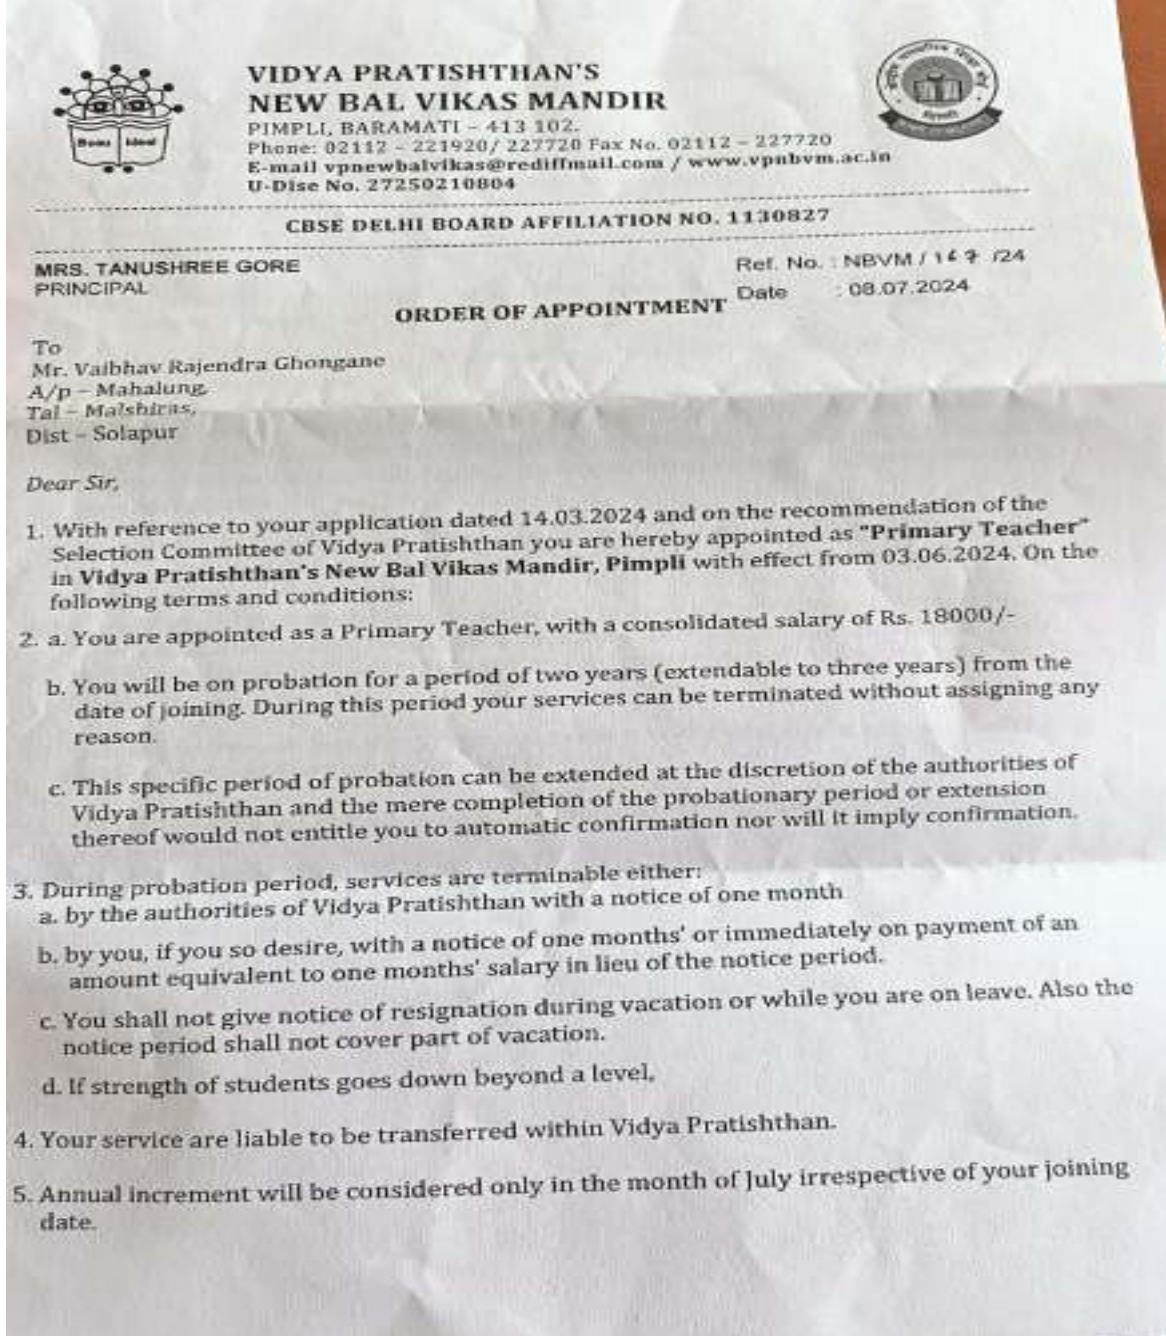 VIDYA PRATISHTHAN'S
NEW BAL VIKAS MANDIR
PIMPLI, BARAMATI – 413 102.
Phone: 02112 – 221920/ 227720 Fax No. 02112 – 227720
E-mail vpnewbalvikas@rediffmail.com / www.vpnbvm.ac.in
U-Dise No. 27250210804
Beau Ideal
CBSE DELHI BOARD AFFILIATION NO. 1130827
MRS. TANUSHREE GORE
PRINCIPAL
Ref. No. : NBVM / 167 /24
Date : 08.07.2024
ORDER OF APPOINTMENT
To
Mr. Vaibhav Rajendra Ghongane
A/p – Mahalung,
Tal – Malshiras,
Dist – Solapur
Dear Sir,
1. With reference to your application dated 14.03.2024 and on the recommendation of the
Selection Committee of Vidya Pratishthan you are hereby appointed as "Primary Teacher"
in Vidya Pratishthan's New Bal Vikas Mandir, Pimpli with effect from 03.06.2024. On the
following terms and conditions:
2. a. You are appointed as a Primary Teacher, with a consolidated salary of Rs. 18000/-
b. You will be on probation for a period of two years (extendable to three years) from the
date of joining. During this period your services can be terminated without assigning any
reason.
c. This specific period of probation can be extended at the discretion of the authorities of
Vidya Pratishthan and the mere completion of the probationary period or extension
thereof would not entitle you to automatic confirmation nor will it imply confirmation.
3. During probation period, services are terminable either:
a. by the authorities of Vidya Pratishthan with a notice of one month
b. by you, if you so desire, with a notice of one months' or immediately on payment of an
amount equivalent to one months' salary in lieu of the notice period.
c. You shall not give notice of resignation during vacation or while you are on leave. Also the
notice period shall not cover part of vacation.
d. If strength of students goes down beyond a level,
4. Your service are liable to be transferred within Vidya Pratishthan.
5. Annual increment will be considered only in the month of July irrespective of your joining
date.